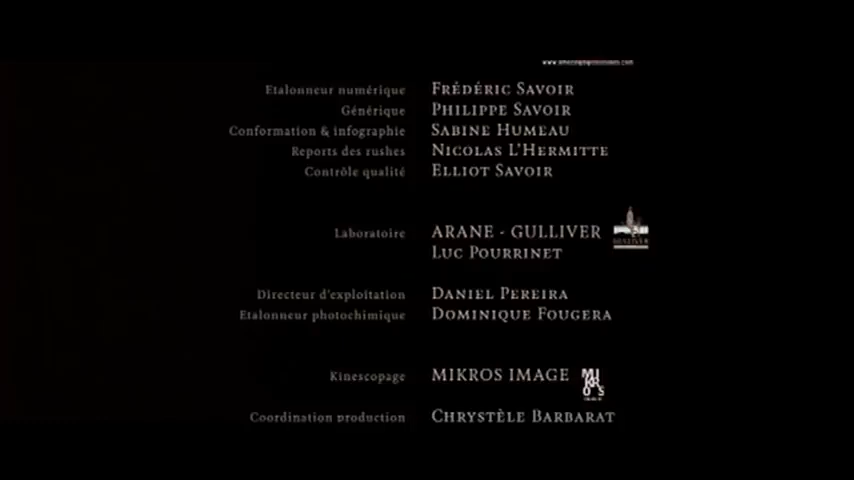 Etalonneur numérique FRÉDÉRIC SAVOIR
Générique PHILIPPE SAVOIR
Conformation & infographie SABINE HUMEAU
Reports des rushes NICOLAS L'HERMITTE
Contrôle qualité ELLIOT SAVOIR
Laboratoire ARANE - GULLIVER
GULLIVER
LUC POURRINET
Directeur d'exploitation DANIEL PEREIRA
Etalonneur photochimique DOMINIQUE FOUGERA
Kinescopage MIKROS IMAGE
MIKROS
Coordination production CHRYSTÈLE BARBARAT